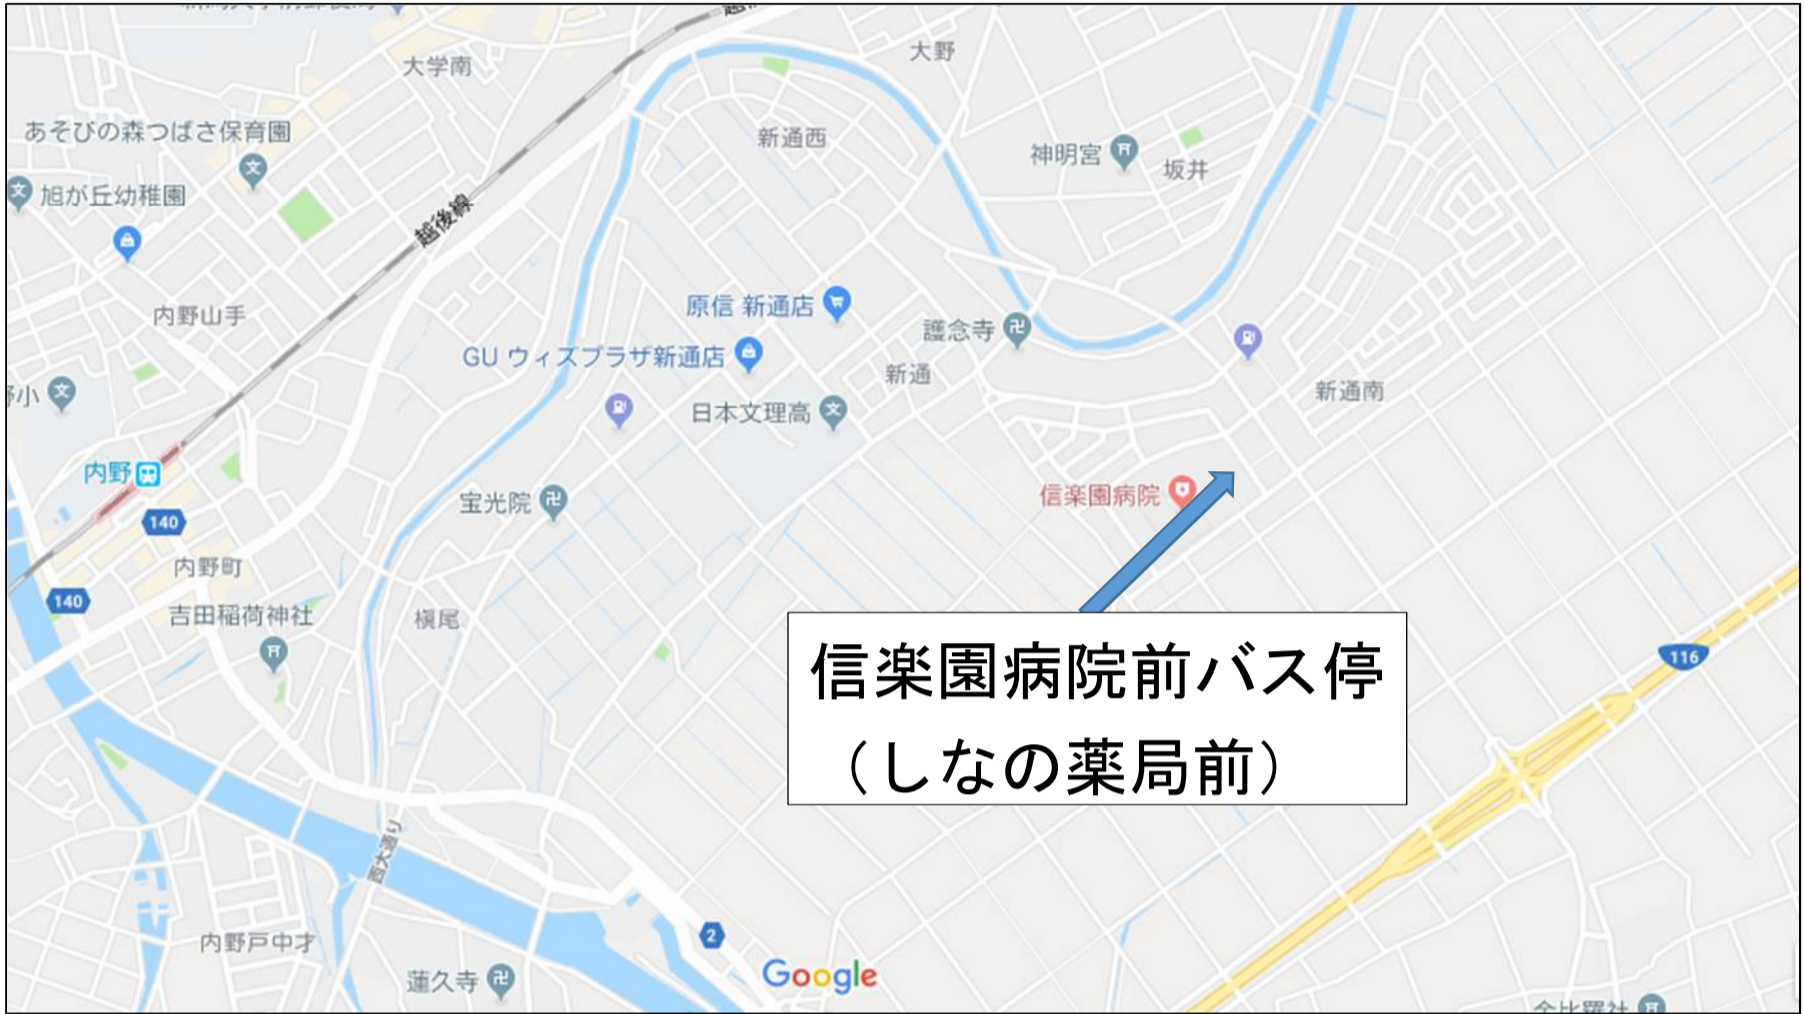 大学南
大野
あそびの森つばさ保育園
新通西
神明宮
坂井
旭が丘幼稚園
越後線
内野山手
原信 新通店
護念寺
GU ウィズプラザ新通店
新通
新通南
日本文理高
内野
信楽園病院
宝光院
140
内野町
140
吉田稲荷神社
槇尾
信楽園病院前バス停
（しなの薬局前）
116
西大通り
2
内野戸中才
蓮久寺
Google